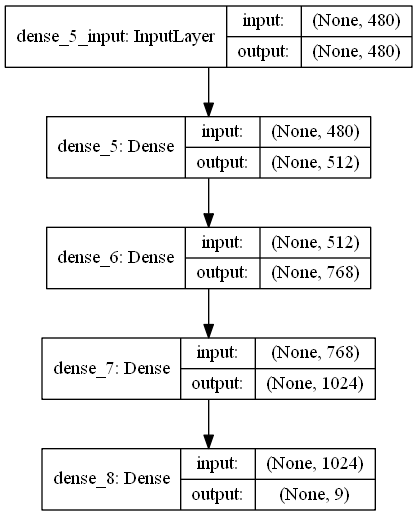 dense_5_input: InputLayer
input: (None, 480)
output: (None, 480)
dense_5: Dense
input: (None, 480)
output: (None, 512)
dense_6: Dense
input: (None, 512)
output: (None, 768)
dense_7: Dense
input: (None, 768)
output: (None, 1024)
dense_8: Dense
input: (None, 1024)
output: (None, 9)